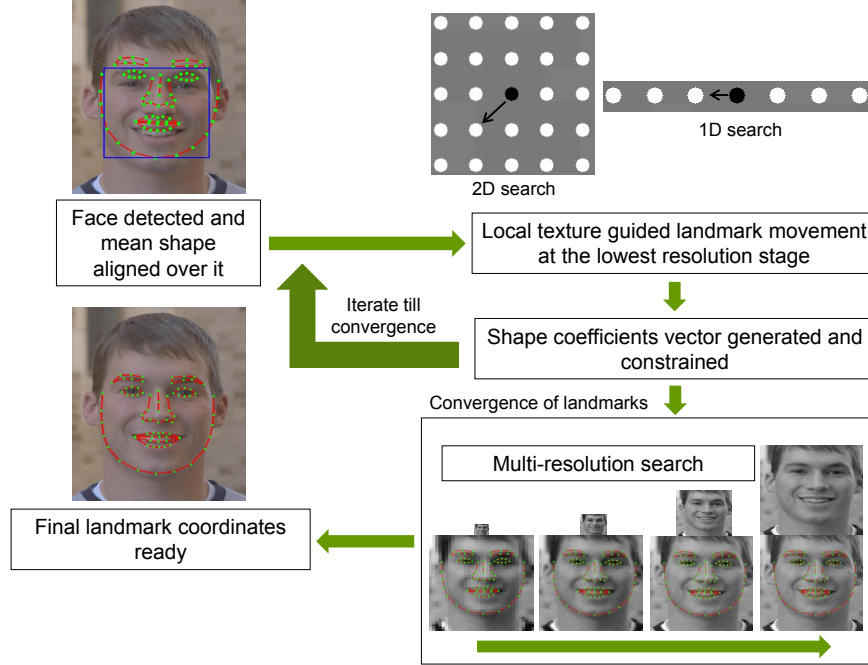 1D search
2D search
Face detected and
mean shape
aligned over it
Local texture guided landmark movement
at the lowest resolution stage
Iterate till
convergence
Shape coefficients vector generated and
constrained
Convergence of landmarks
Multi-resolution search
Final landmark coordinates
ready